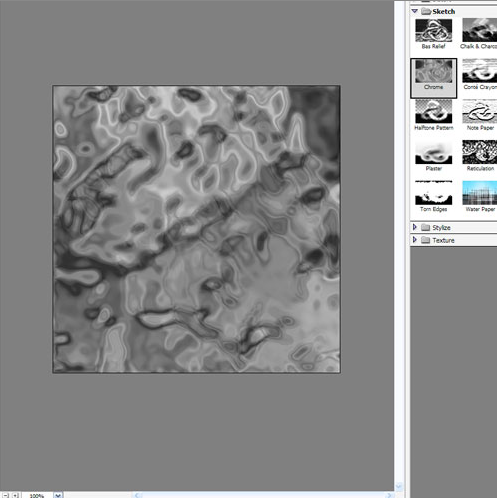 Sketch
Bas Relief
Chalk & Charco
Chrome
Conté Crayon
Halftone Pattern
Note Paper
Plaster
Reticulation
Torn Edges
Water Paper
Stylize
Texture
100%